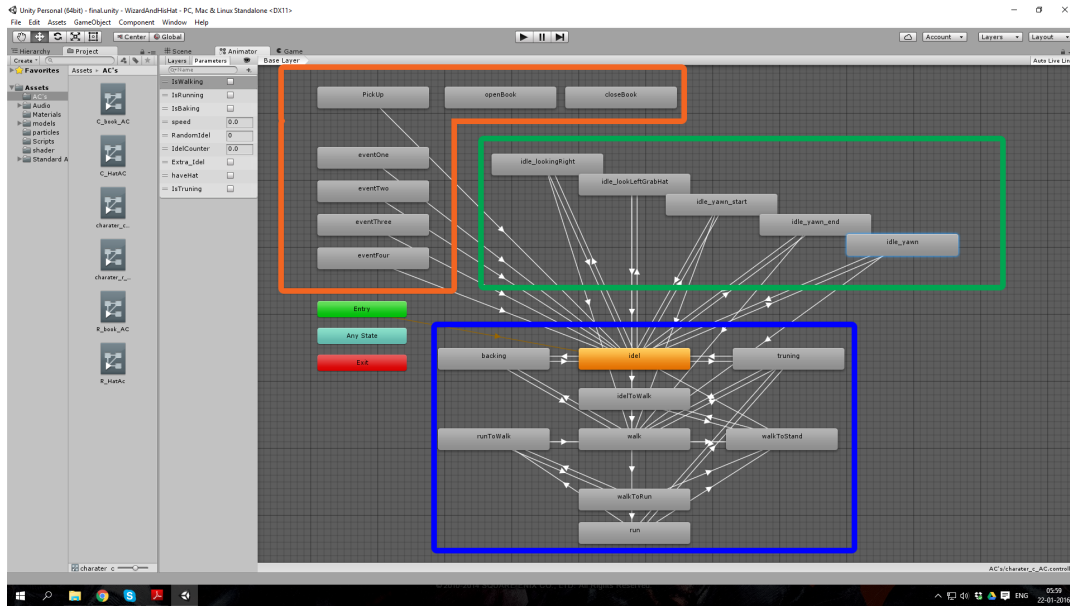 Unity Personal (64bit) - final.unity - WizardAndHisHat - PC, Mac & Linux Standalone <DX11>
File Edit Assets GameObject Component Window Help
Center Global Account Layers Layout
Hierarchy Project Scene Animator Game
Create Layers Parameters Base Layer Auto Live Lin
Favorites Assets AC's Name
Assets
AC's
Audio
Materials
models
particles
Scripts
shader
Standard A
C_book_AC
C_HatAC
charater_c...
charater_r_...
R_book_AC
R_HatAc
IsWalking
IsRunning
IsBaking
speed 0.0
RandomIdel 0
IdelCounter 0.0
Extra_Idel
haveHat
IsTruning
PickUp openBook closeBook
eventOne
eventTwo
eventThree
eventFour
idle_lookingRight
idle_lookLeftGrabHat
idle_yawn_start
idle_yawn_end
idle_yawn
Entry
Any State
Exit
backing idel truning
idelToWalk
runToWalk walk walkToStand
walkToRun
run
charater_c AC's/charater_c_AC.controll
ENG 05:59
22-01-2016